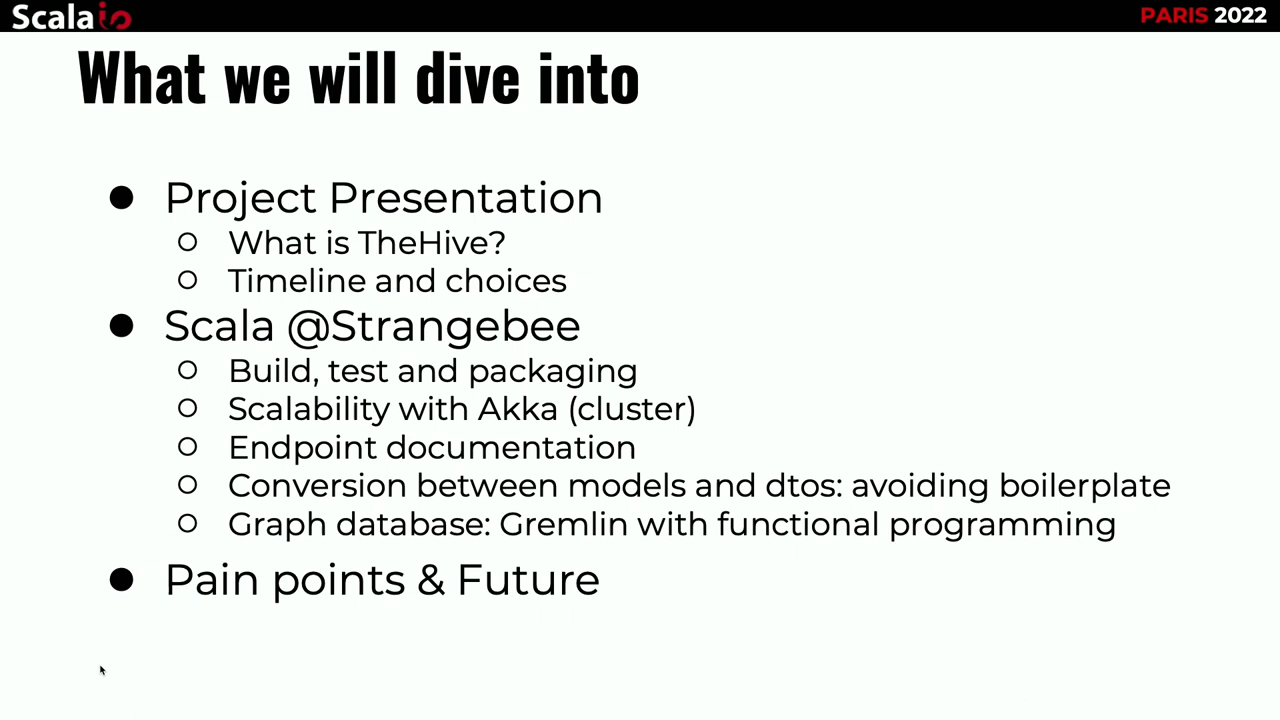 Scalaio
PARIS 2022
What we will dive into
● Project Presentation
○ What is TheHive?
○ Timeline and choices
● Scala @Strangebee
○ Build, test and packaging
○ Scalability with Akka (cluster)
○ Endpoint documentation
○ Conversion between models and dtos: avoiding boilerplate
○ Graph database: Gremlin with functional programming
● Pain points & Future